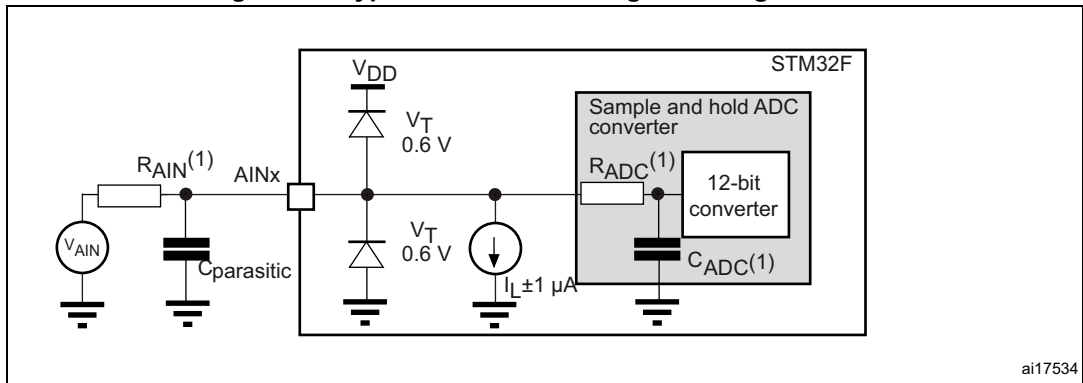 STM32F
VDD
Sample and hold ADC
converter
VT
0.6 V
RAIN(1)
AINx
RADC(1)
12-bit
converter
VAIN
Cparasitic
VT
0.6 V
IL±1 µA
CADC(1)
ai17534